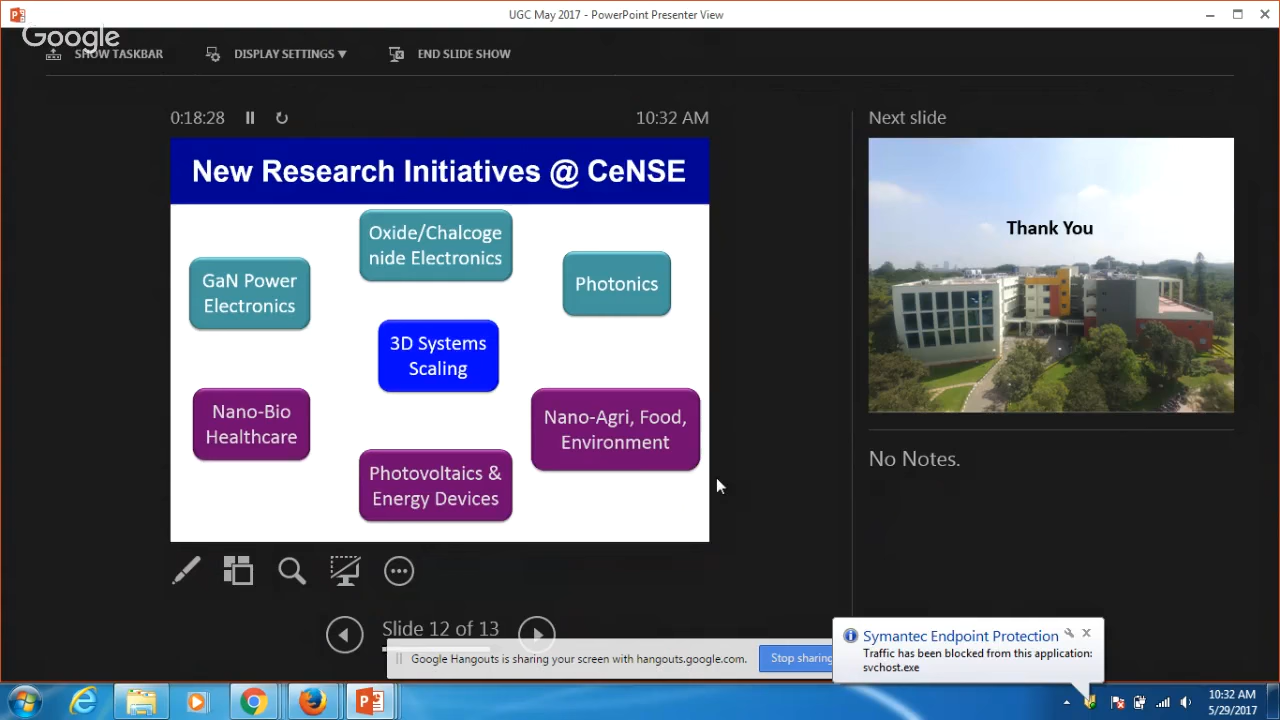 UGC May 2017 - PowerPoint Presenter View
Google
SHOW TASKBAR
DISPLAY SETTINGS ▾
END SLIDE SHOW
0:18:28
10:32 AM
New Research Initiatives @ CeNSE
Oxide/Chalcoge
nide Electronics
GaN Power
Electronics
Photonics
3D Systems
Scaling
Nano-Bio
Healthcare
Nano-Agri, Food,
Environment
Photovoltaics &
Energy Devices
Next slide
Thank You
No Notes.
Slide 12 of 13
Google Hangouts is sharing your screen with hangouts.google.com.
Stop sharing
Symantec Endpoint Protection
Traffic has been blocked from this application:
svchost.exe
10:32 AM
5/29/2017